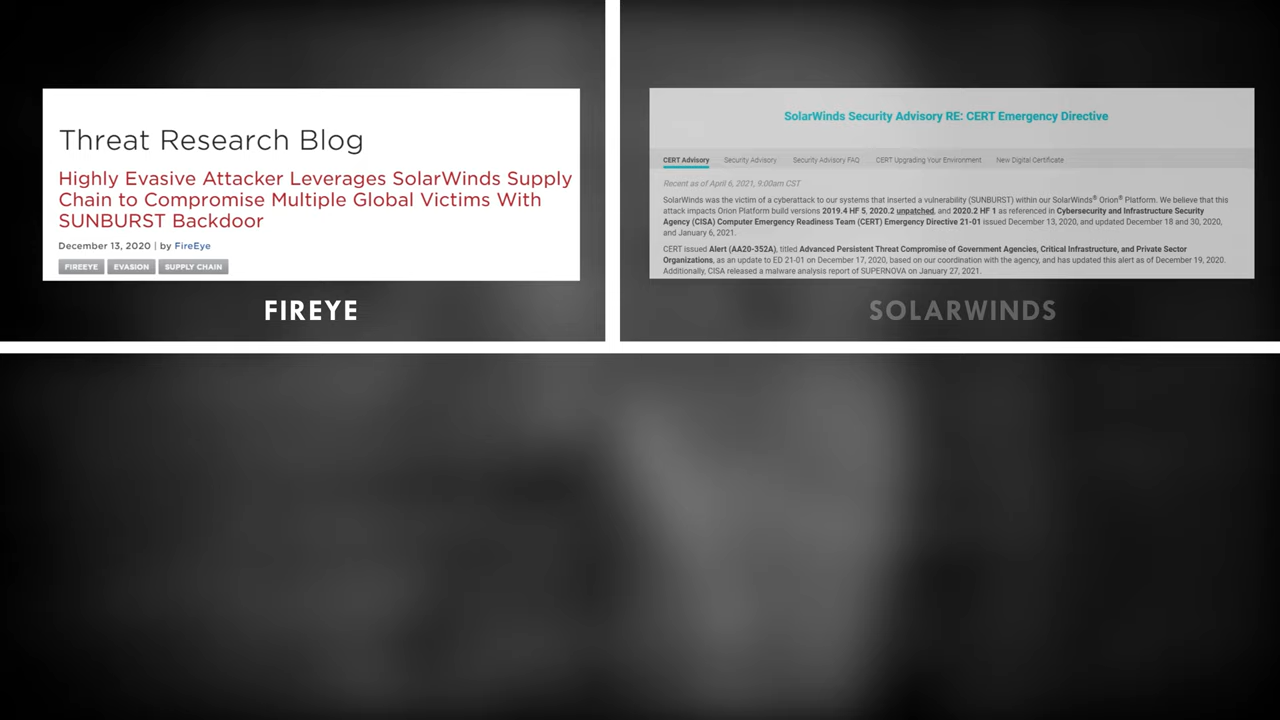 Threat Research Blog
Highly Evasive Attacker Leverages SolarWinds Supply
Chain to Compromise Multiple Global Victims With
SUNBURST Backdoor
December 13, 2020 | by FireEye
FIREEYE EVASION SUPPLY CHAIN
FIREYE
SolarWinds Security Advisory RE: CERT Emergency Directive
CERT Advisory Security Advisory Security Advisory FAQ CERT Upgrading Your Environment New Digital Certificate
Recent as of April 6, 2021, 9:00am CST
SolarWinds was the victim of a cyberattack to our systems that inserted a vulnerability (SUNBURST) within our SolarWinds® Orion® Platform. We believe that this
attack impacts Orion Platform build versions 2019.4 HF 5, 2020.2 unpatched, and 2020.2 HF 1 as referenced in Cybersecurity and Infrastructure Security
Agency (CISA) Computer Emergency Readiness Team (CERT) Emergency Directive 21-01 issued December 13, 2020, and updated December 18 and 30, 2020,
and January 6, 2021.
CERT issued Alert (AA20-352A), titled Advanced Persistent Threat Compromise of Government Agencies, Critical Infrastructure, and Private Sector
Organizations, as an update to ED 21-01 on December 17, 2020, based on our coordination with the agency, and has updated this alert as of December 19, 2020.
Additionally, CISA released a malware analysis report of SUPERNOVA on January 27, 2021.
SOLARWINDS